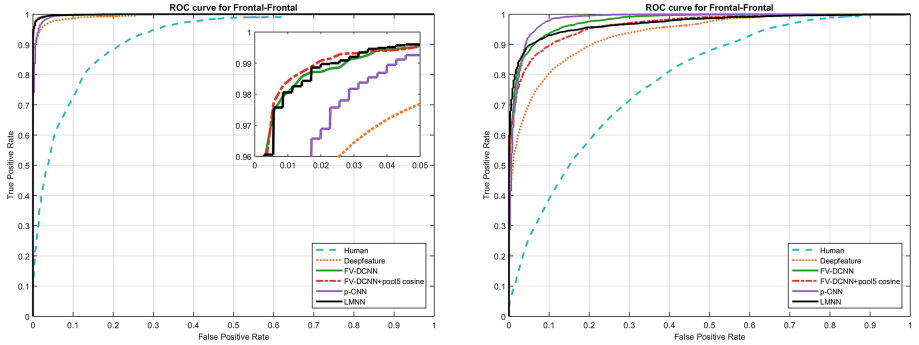 ROC curve for Frontal-Frontal
True Positive Rate
1
0.9
0.8
0.7
0.6
0.5
0.4
0.3
0.2
0.1
0
1
0.99
0.98
0.97
0.96
0 0.01 0.02 0.03 0.04 0.05
Human
Deepfeature
FV-DCNN
FV-DCNN+pool5 cosine
p-CNN
LMNN
0 0.1 0.2 0.3 0.4 0.5 0.6 0.7 0.8 0.9 1
False Positive Rate
ROC curve for Frontal-Frontal
True Positive Rate
1
0.9
0.8
0.7
0.6
0.5
0.4
0.3
0.2
0.1
0
Human
Deepfeature
FV-DCNN
FV-DCNN+pool5 cosine
p-CNN
LMNN
0 0.1 0.2 0.3 0.4 0.5 0.6 0.7 0.8 0.9 1
False Positive Rate